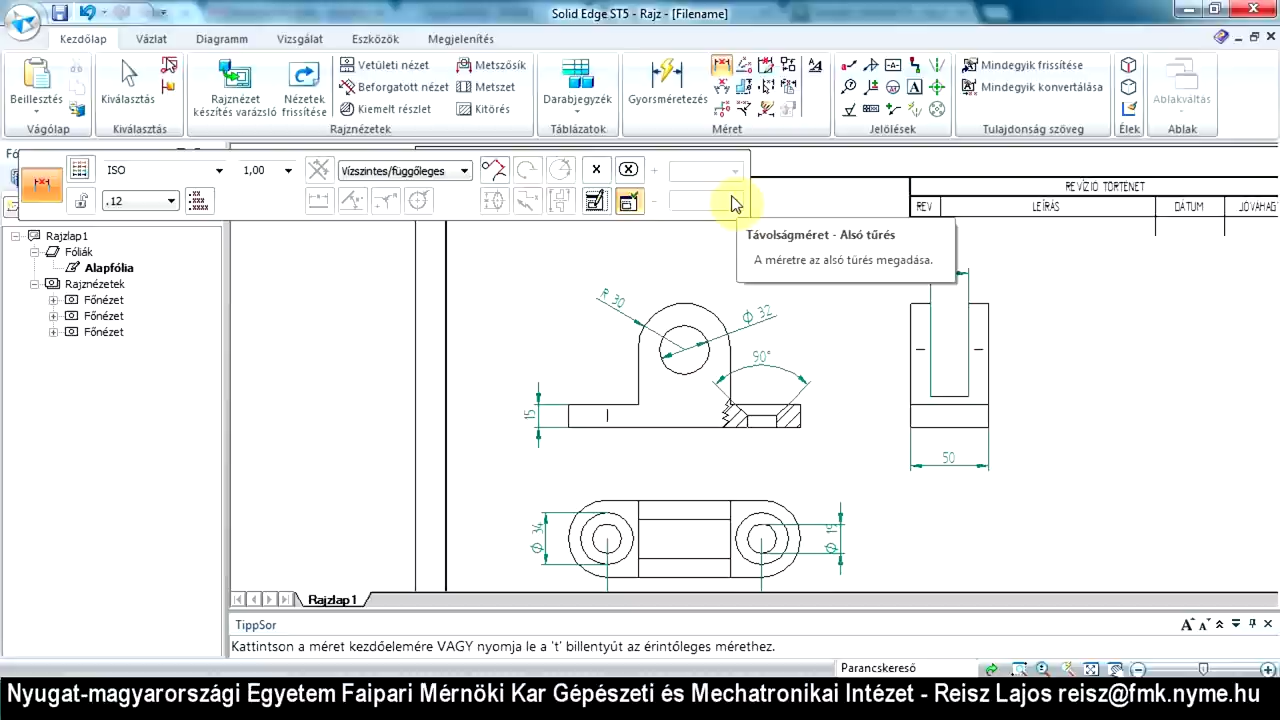 Solid Edge ST5 - Rajz - [Filename]
Kezdőlap Vázlat Diagramm Vizsgálat Eszközök Megjelenítés
Beillesztés
Kiválasztás
Rajznézet készítés varázsló
Nézetek frissítése
Vetületi nézet
Beforgatott nézet
Kiemelt részlet
Metszősík
Metszet
Kitörés
Darabjegyzék
Gyorsméretezés
Mindegyik frissítése
Mindegyik konvertálása
Ablakváltás
Vágólap Kiválasztás Rajznézetek Táblázatok Méret Jelölések Tulajdonság szöveg Élek Ablak
ISO 1,00 Vízszintes/függőleges
.12
Távolságméret - Alsó tűrés
A méretre az alsó tűrés megadása.
REVÍZIÓ TÖRTÉNET
REV LEÍRÁS DÁTUM JÓVÁHAGY
Rajzlap1
Fóliák
Alapfólia
Rajznézetek
Főnézet
Főnézet
Főnézet
R 30
Ф 32
90°
15
50
Ф 34
Ф 19
Rajzlap1
TippSor
Kattintson a méret kezdőelemére VAGY nyomja le a 't' billentyűt az érintőleges mérethez.
Parancskereső
Nyugat-magyarországi Egyetem Faipari Mérnöki Kar Gépészeti és Mechatronikai Intézet - Reisz Lajos reisz@fmk.nyme.hu